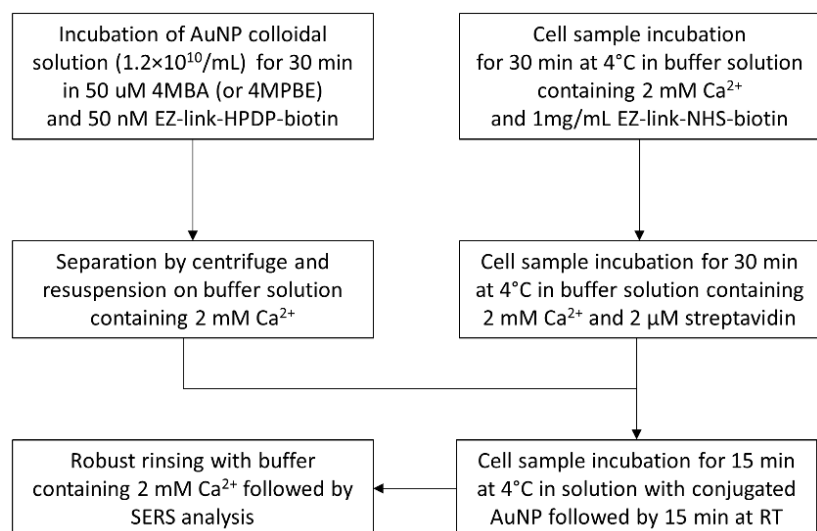 Incubation of AuNP colloidal
solution (1.2×10¹⁰/mL) for 30 min
in 50 uM 4MBA (or 4MPBE)
and 50 nM EZ-link-HPDP-biotin
Cell sample incubation
for 30 min at 4°C in buffer solution
containing 2 mM Ca²⁺
and 1mg/mL EZ-link-NHS-biotin
Separation by centrifuge and
resuspension on buffer solution
containing 2 mM Ca²⁺
Cell sample incubation for 30 min
at 4°C in buffer solution containing
2 mM Ca²⁺ and 2 µM streptavidin
Cell sample incubation for 15 min
at 4°C in solution with conjugated
AuNP followed by 15 min at RT
Robust rinsing with buffer
containing 2 mM Ca²⁺ followed by
SERS analysis